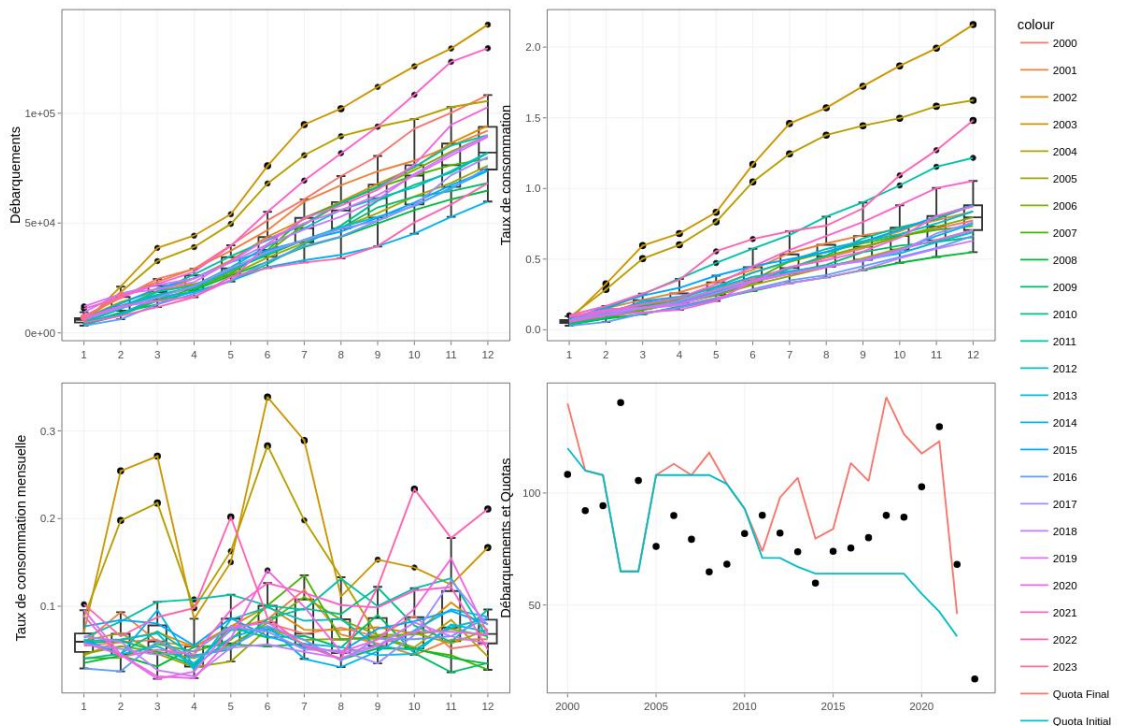 Débarquements
1e+05
5e+04
0e+00
1 2 3 4 5 6 7 8 9 10 11 12
Taux de consommation
2.0
1.5
1.0
0.5
0.0
1 2 3 4 5 6 7 8 9 10 11 12
Taux de consommation mensuelle
0.3
0.2
0.1
1 2 3 4 5 6 7 8 9 10 11 12
Débarquements et Quotas
100
50
2000 2005 2010 2015 2020
colour
2000
2001
2002
2003
2004
2005
2006
2007
2008
2009
2010
2011
2012
2013
2014
2015
2016
2017
2018
2019
2020
2021
2022
2023
Quota Final
Quota Initial